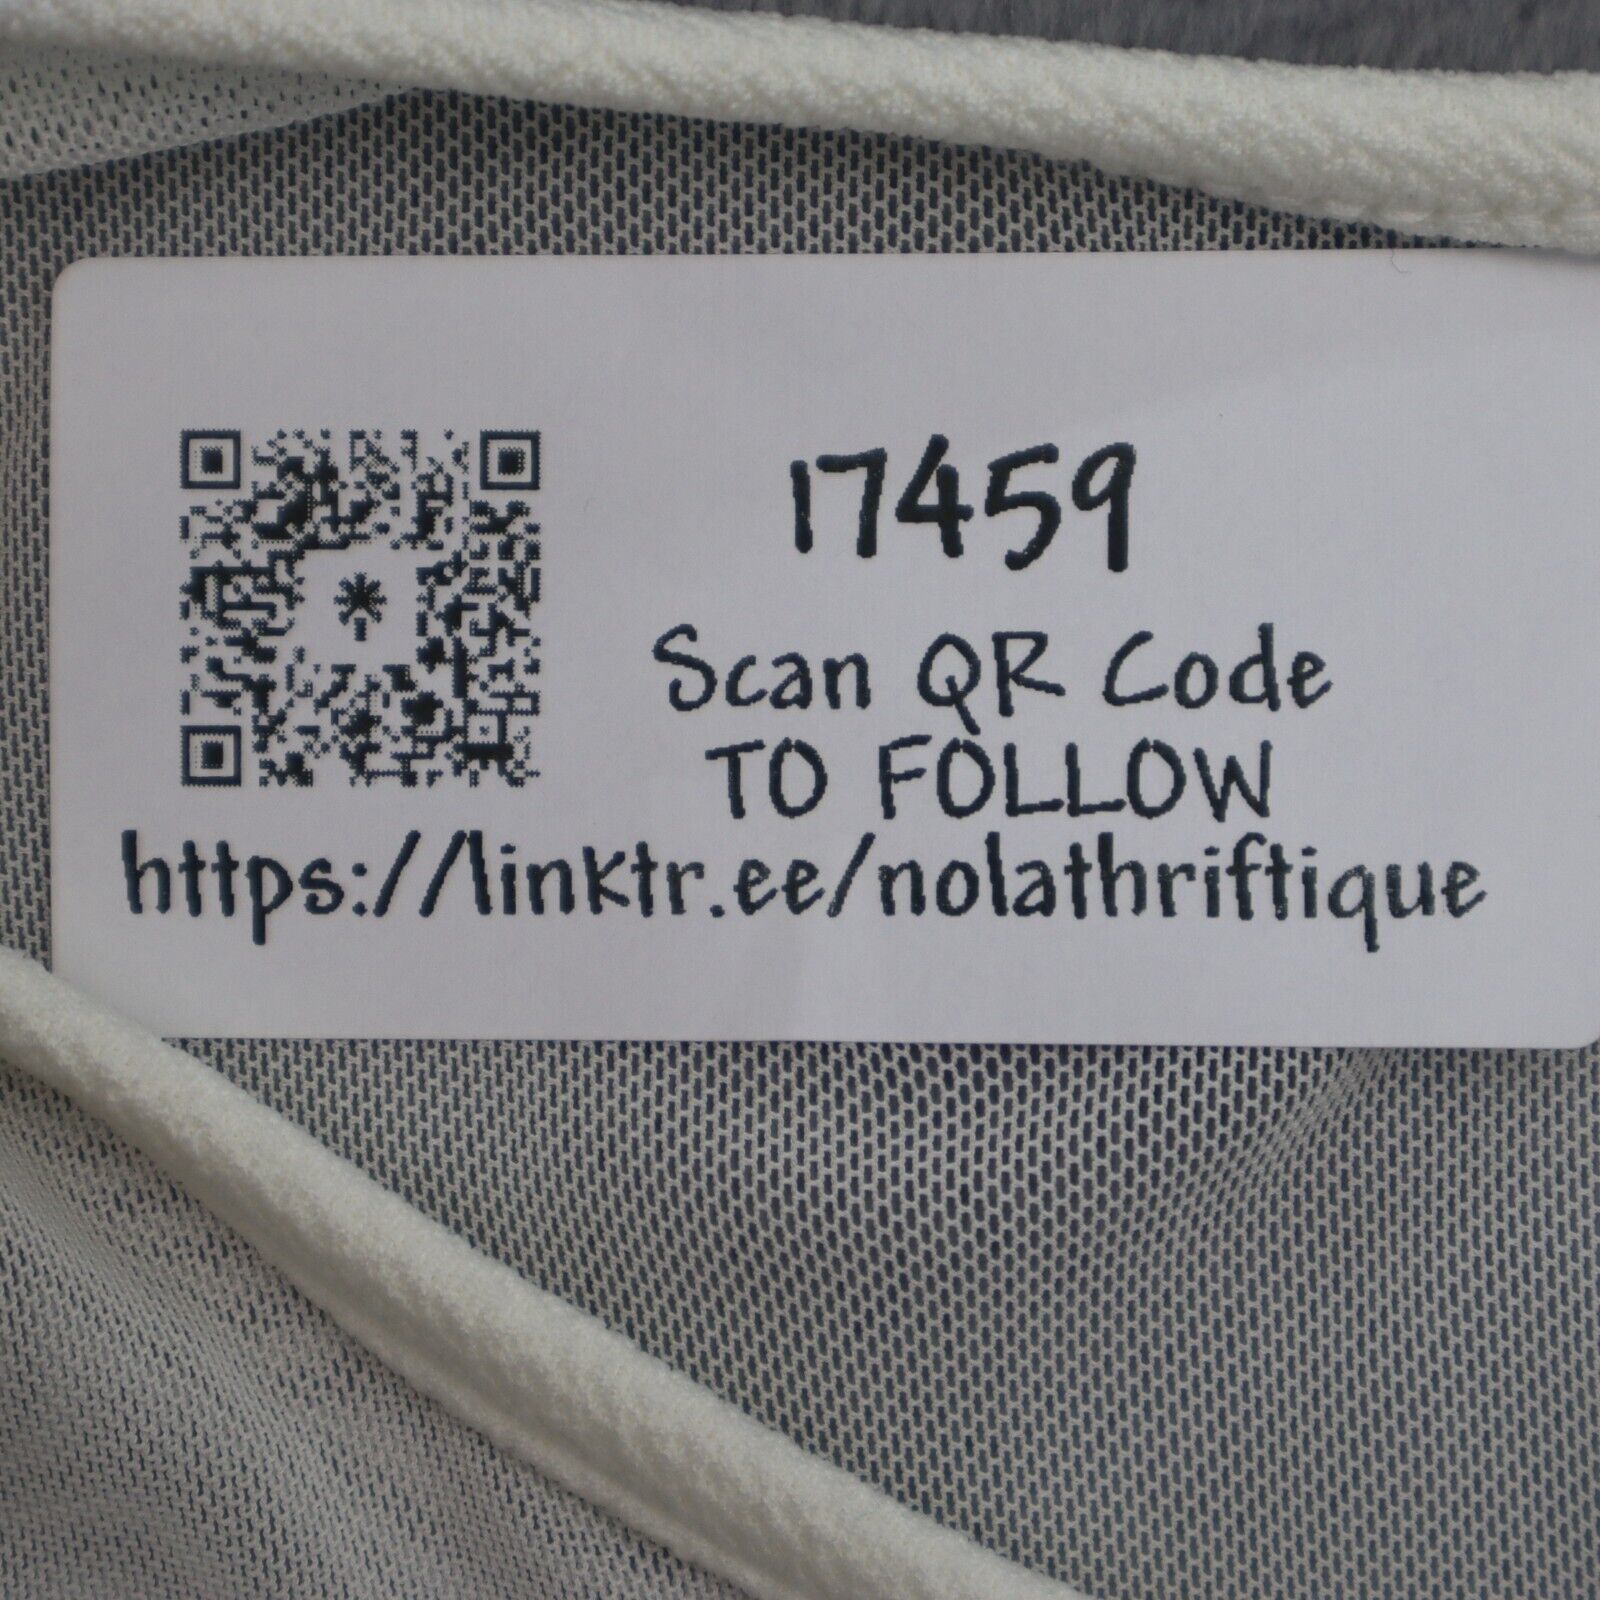 17459
Scan QR Code
TO FOLLOW
https://linktr.ee/nolathriftique